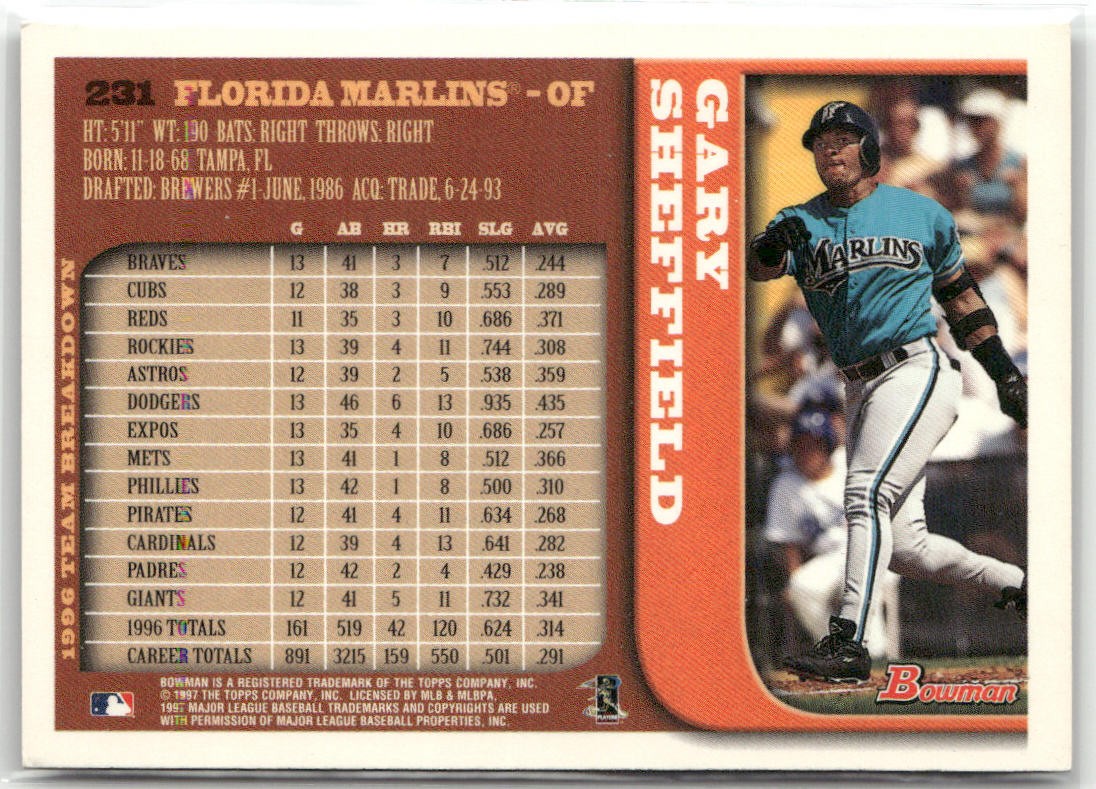 231 FLORIDA MARLINS® - OF
HT: 5'11" WT: 190 BATS: RIGHT THROWS: RIGHT
BORN: 11-18-68 TAMPA, FL
DRAFTED: BREWERS #1-JUNE, 1986 ACQ: TRADE, 6-24-93
G AB HR RBI SLG AVG
BRAVES 13 41 3 7 .512 .244
CUBS 12 38 3 9 .553 .289
REDS 11 35 3 10 .686 .371
ROCKIES 13 39 4 11 .744 .308
ASTROS 12 39 2 5 .538 .359
DODGERS 13 46 6 13 .935 .435
EXPOS 13 35 4 10 .686 .257
METS 13 41 1 8 .512 .366
PHILLIES 13 42 1 8 .500 .310
PIRATES 12 41 4 11 .634 .268
CARDINALS 12 39 4 13 .641 .282
PADRES 12 42 2 4 .429 .238
GIANTS 12 41 5 11 .732 .341
1996 TOTALS 161 519 42 120 .624 .314
CAREER TOTALS 891 3215 159 550 .501 .291
1996 TEAM BREAKDOWN
BOWMAN IS A REGISTERED TRADEMARK OF THE TOPPS COMPANY, INC.
© 1997 THE TOPPS COMPANY, INC. LICENSED BY MLB & MLBPA,
1997 MAJOR LEAGUE BASEBALL TRADEMARKS AND COPYRIGHTS ARE USED
WITH PERMISSION OF MAJOR LEAGUE BASEBALL PROPERTIES, INC.
PLAYERS
GARY
SHEFFIELD
MARLINS
Bowman